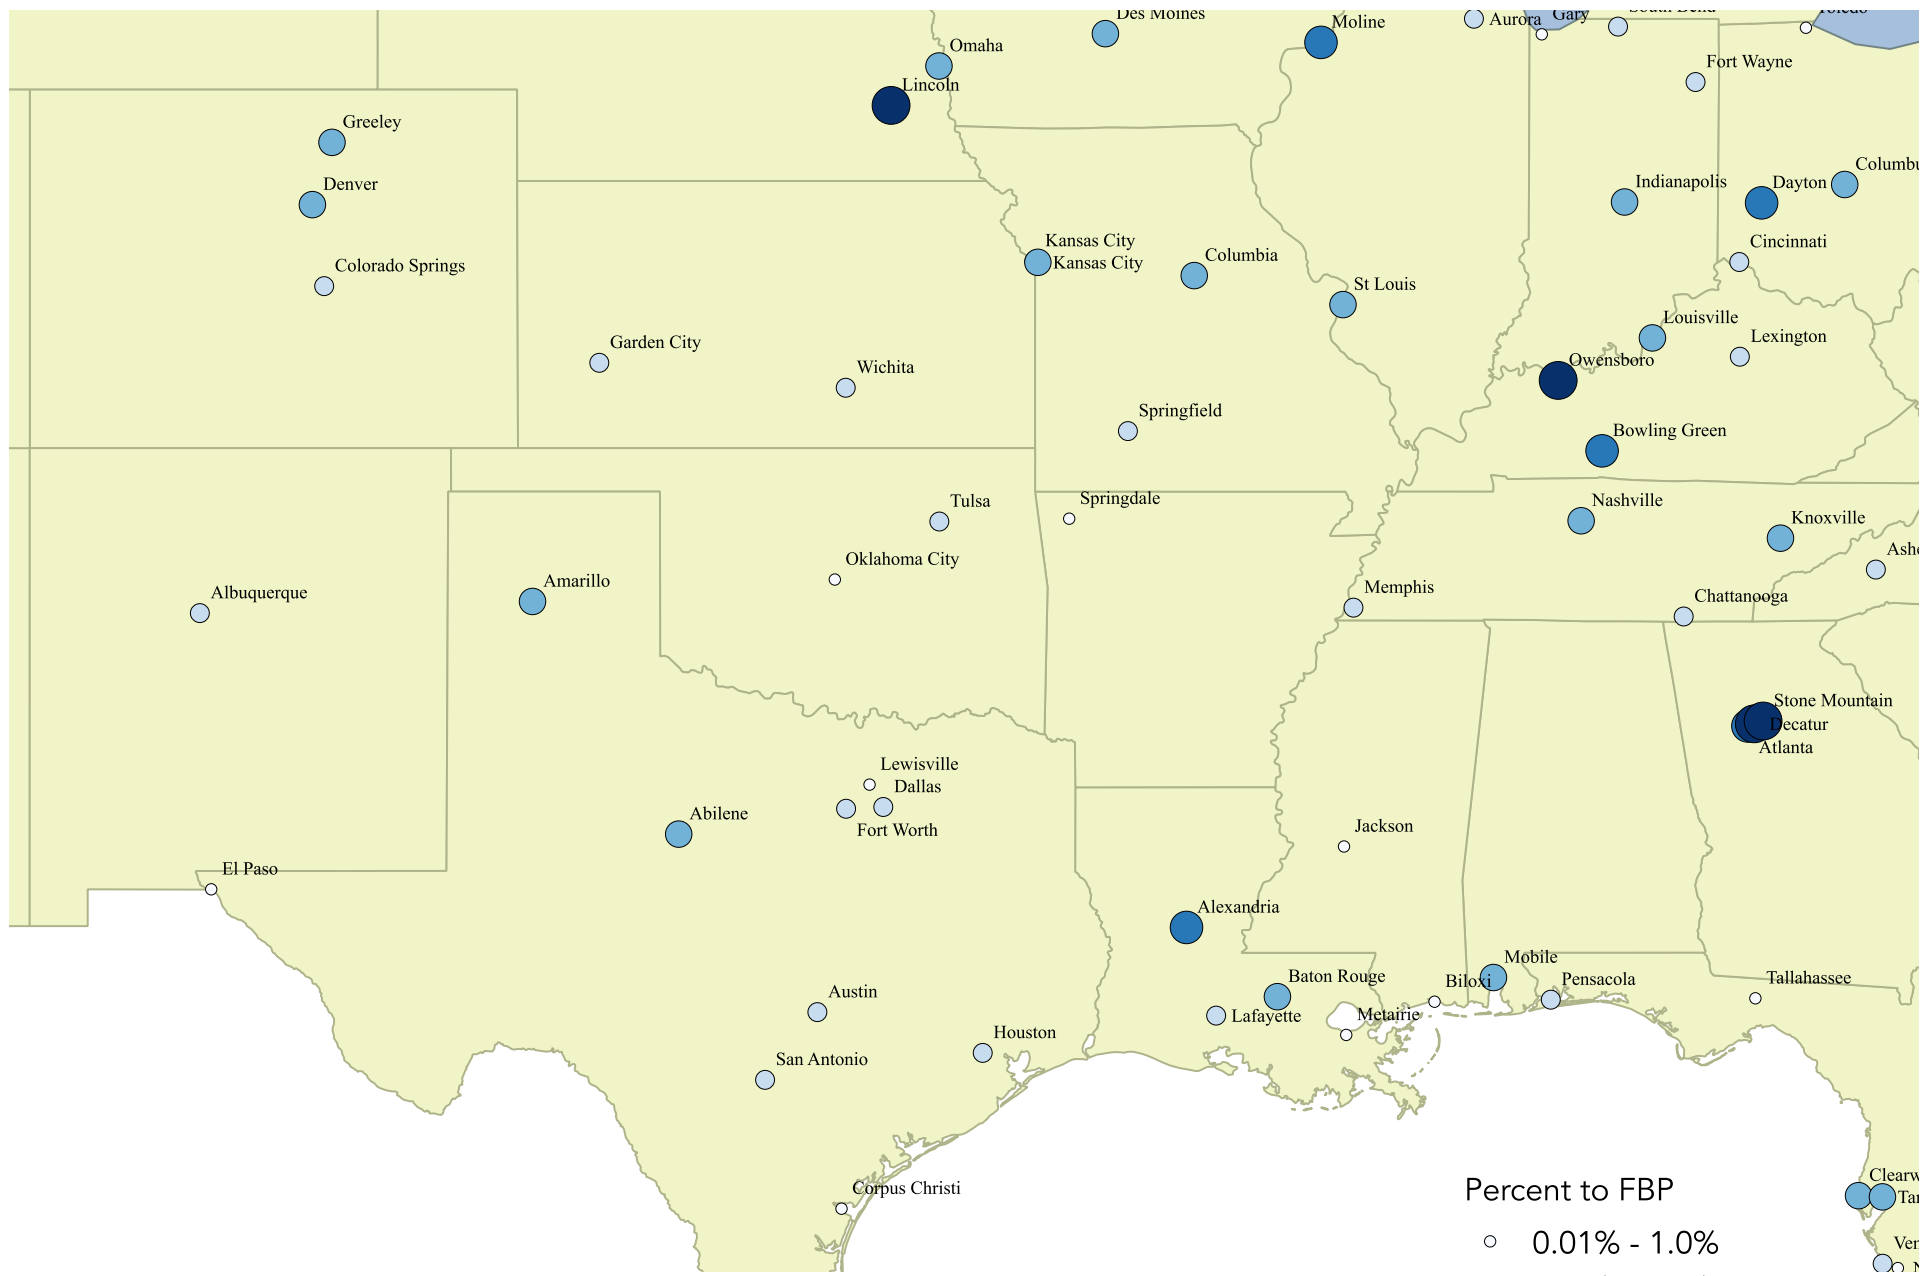 Des Moines
Moline
Aurora
Gary
Omaha
Lincoln
Fort Wayne
Greeley
Denver
Indianapolis
Dayton
Columbu
Colorado Springs
Kansas City
Kansas City
Columbia
Cincinnati
St Louis
Louisville
Lexington
Garden City
Wichita
Owensboro
Springfield
Bowling Green
Tulsa
Springdale
Nashville
Knoxville
Oklahoma City
Ashe
Albuquerque
Amarillo
Memphis
Chattanooga
Stone Mountain
Decatur
Atlanta
Lewisville
Dallas
Abilene
Fort Worth
Jackson
El Paso
Alexandria
Mobile
Baton Rouge
Biloxi
Pensacola
Tallahassee
Austin
Lafayette
Metairie
Houston
San Antonio
Clearw
Corpus Christi
Tar
Percent to FBP
0.01% - 1.0%
Ven